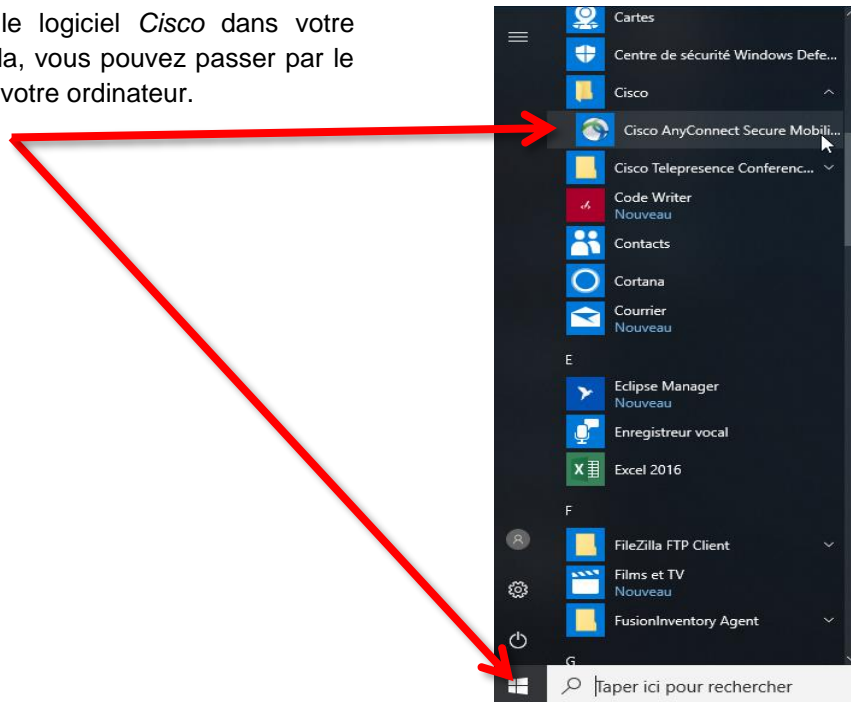 le logiciel Cisco dans votre
la, vous pouvez passer par le
votre ordinateur.
Cartes
Centre de sécurité Windows Defe...
Cisco
Cisco AnyConnect Secure Mobili...
Cisco Telepresence Conferenc...
Code Writer
Nouveau
Contacts
Cortana
Courrier
Nouveau
E
Eclipse Manager
Nouveau
Enregistreur vocal
Excel 2016
F
FileZilla FTP Client
Films et TV
Nouveau
FusionInventory Agent
G
Taper ici pour rechercher